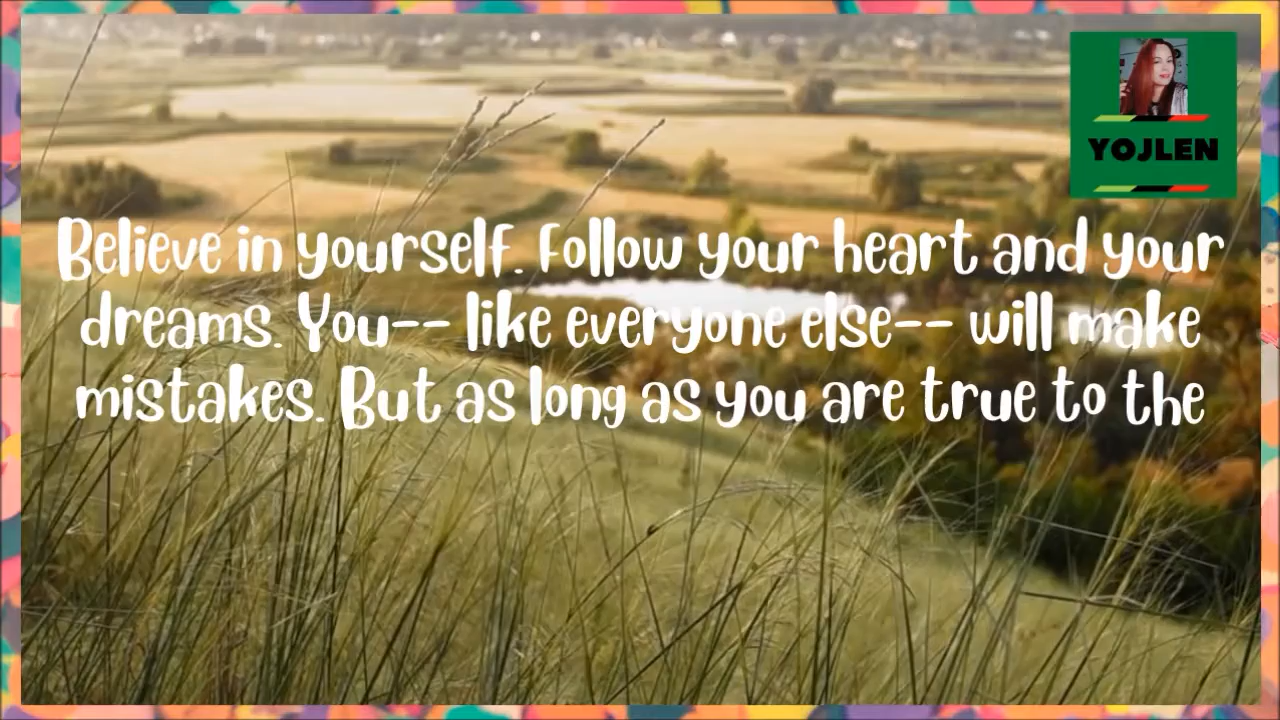 YOJLEN
Believe in yourself. Follow your heart and your
dreams. You-- like everyone else-- will make
mistakes. But as long as you are true to the